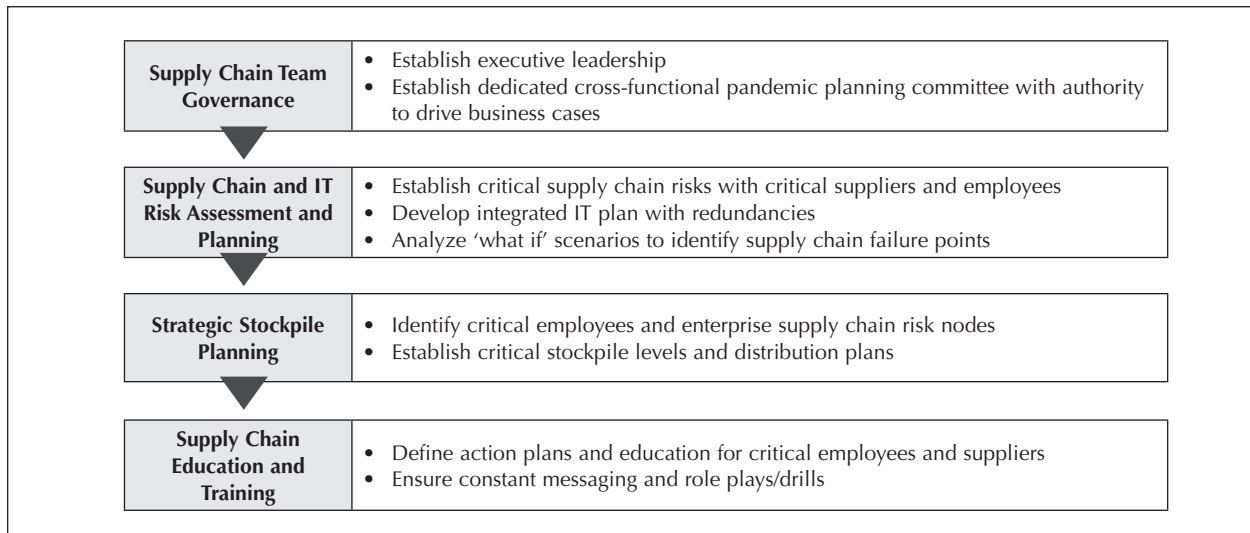 Supply Chain Team
Governance
• Establish executive leadership
• Establish dedicated cross-functional pandemic planning committee with authority
to drive business cases
Supply Chain and IT
Risk Assessment and
Planning
• Establish critical supply chain risks with critical suppliers and employees
• Develop integrated IT plan with redundancies
• Analyze ‘what if’ scenarios to identify supply chain failure points
Strategic Stockpile
Planning
• Identify critical employees and enterprise supply chain risk nodes
• Establish critical stockpile levels and distribution plans
Supply Chain
Education and
Training
• Define action plans and education for critical employees and suppliers
• Ensure constant messaging and role plays/drills